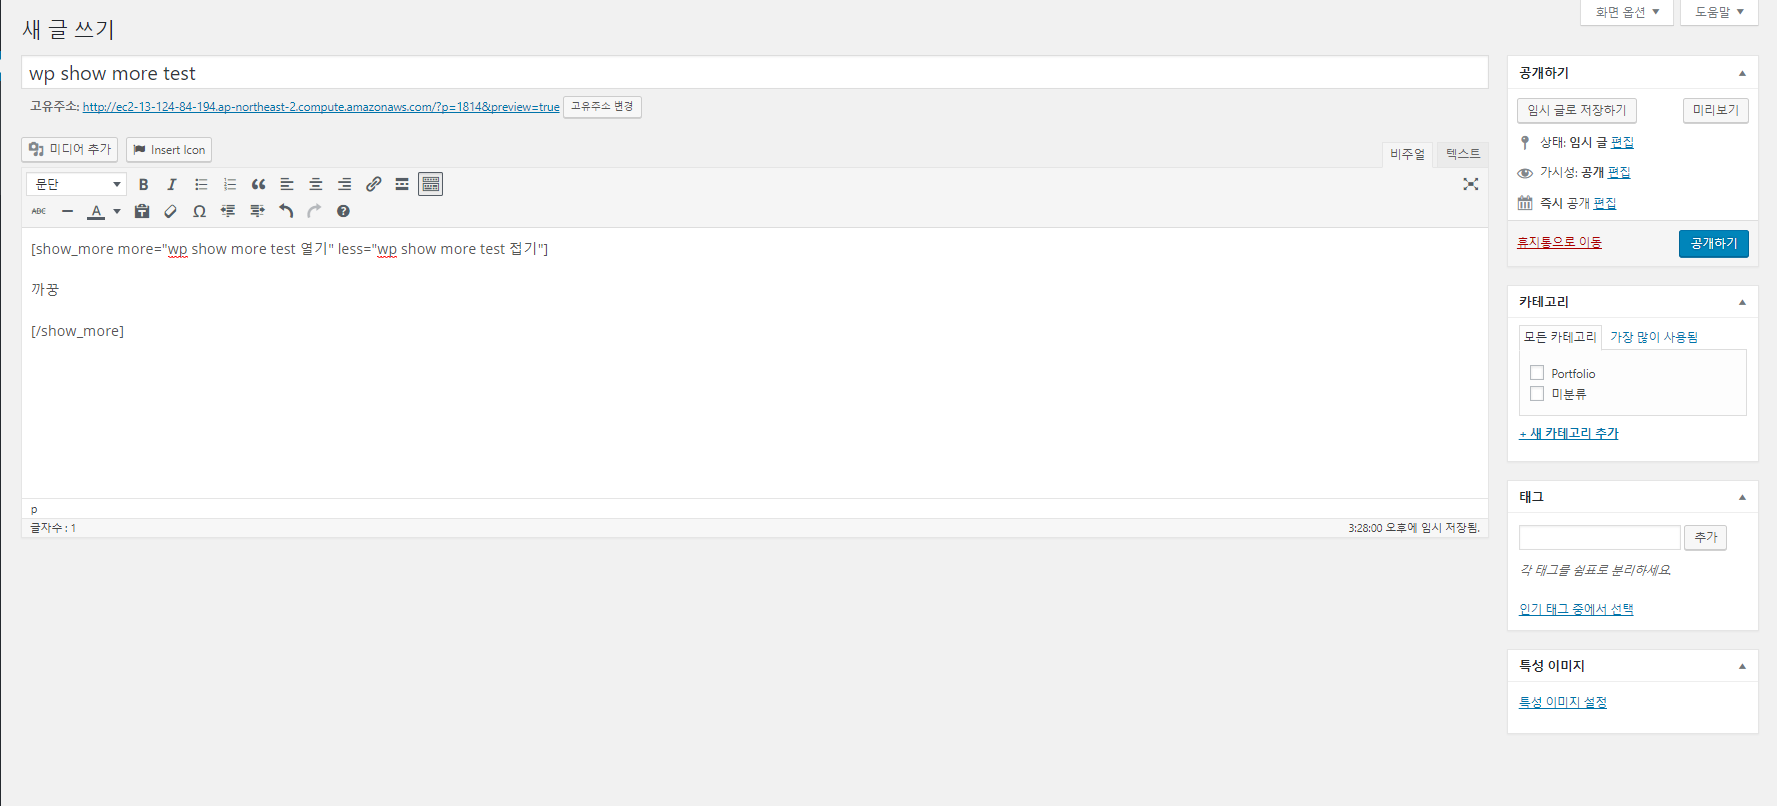 새 글 쓰기
화면 옵션
도움말
wp show more test
고유주소: http://ec2-13-124-84-194.ap-northeast-2.compute.amazonaws.com/?p=1814&preview=true 고유주소 변경
미디어 추가 Insert Icon
비주얼 텍스트
문단 B I
ABC A Ω
[show_more more="wp show more test 열기" less="wp show more test 접기"]
까꿍
[/show_more]
p
글자수 : 1
3:28:00 오후에 임시 저장됨.
공개하기
임시 글로 저장하기 미리보기
상태: 임시 글 편집
가시성: 공개 편집
즉시 공개 편집
휴지통으로 이동 공개하기
카테고리
모든 카테고리 가장 많이 사용됨
Portfolio
미분류
+ 새 카테고리 추가
태그
추가
각 태그를 쉼표로 분리하세요.
인기 태그 중에서 선택
특성 이미지
특성 이미지 설정